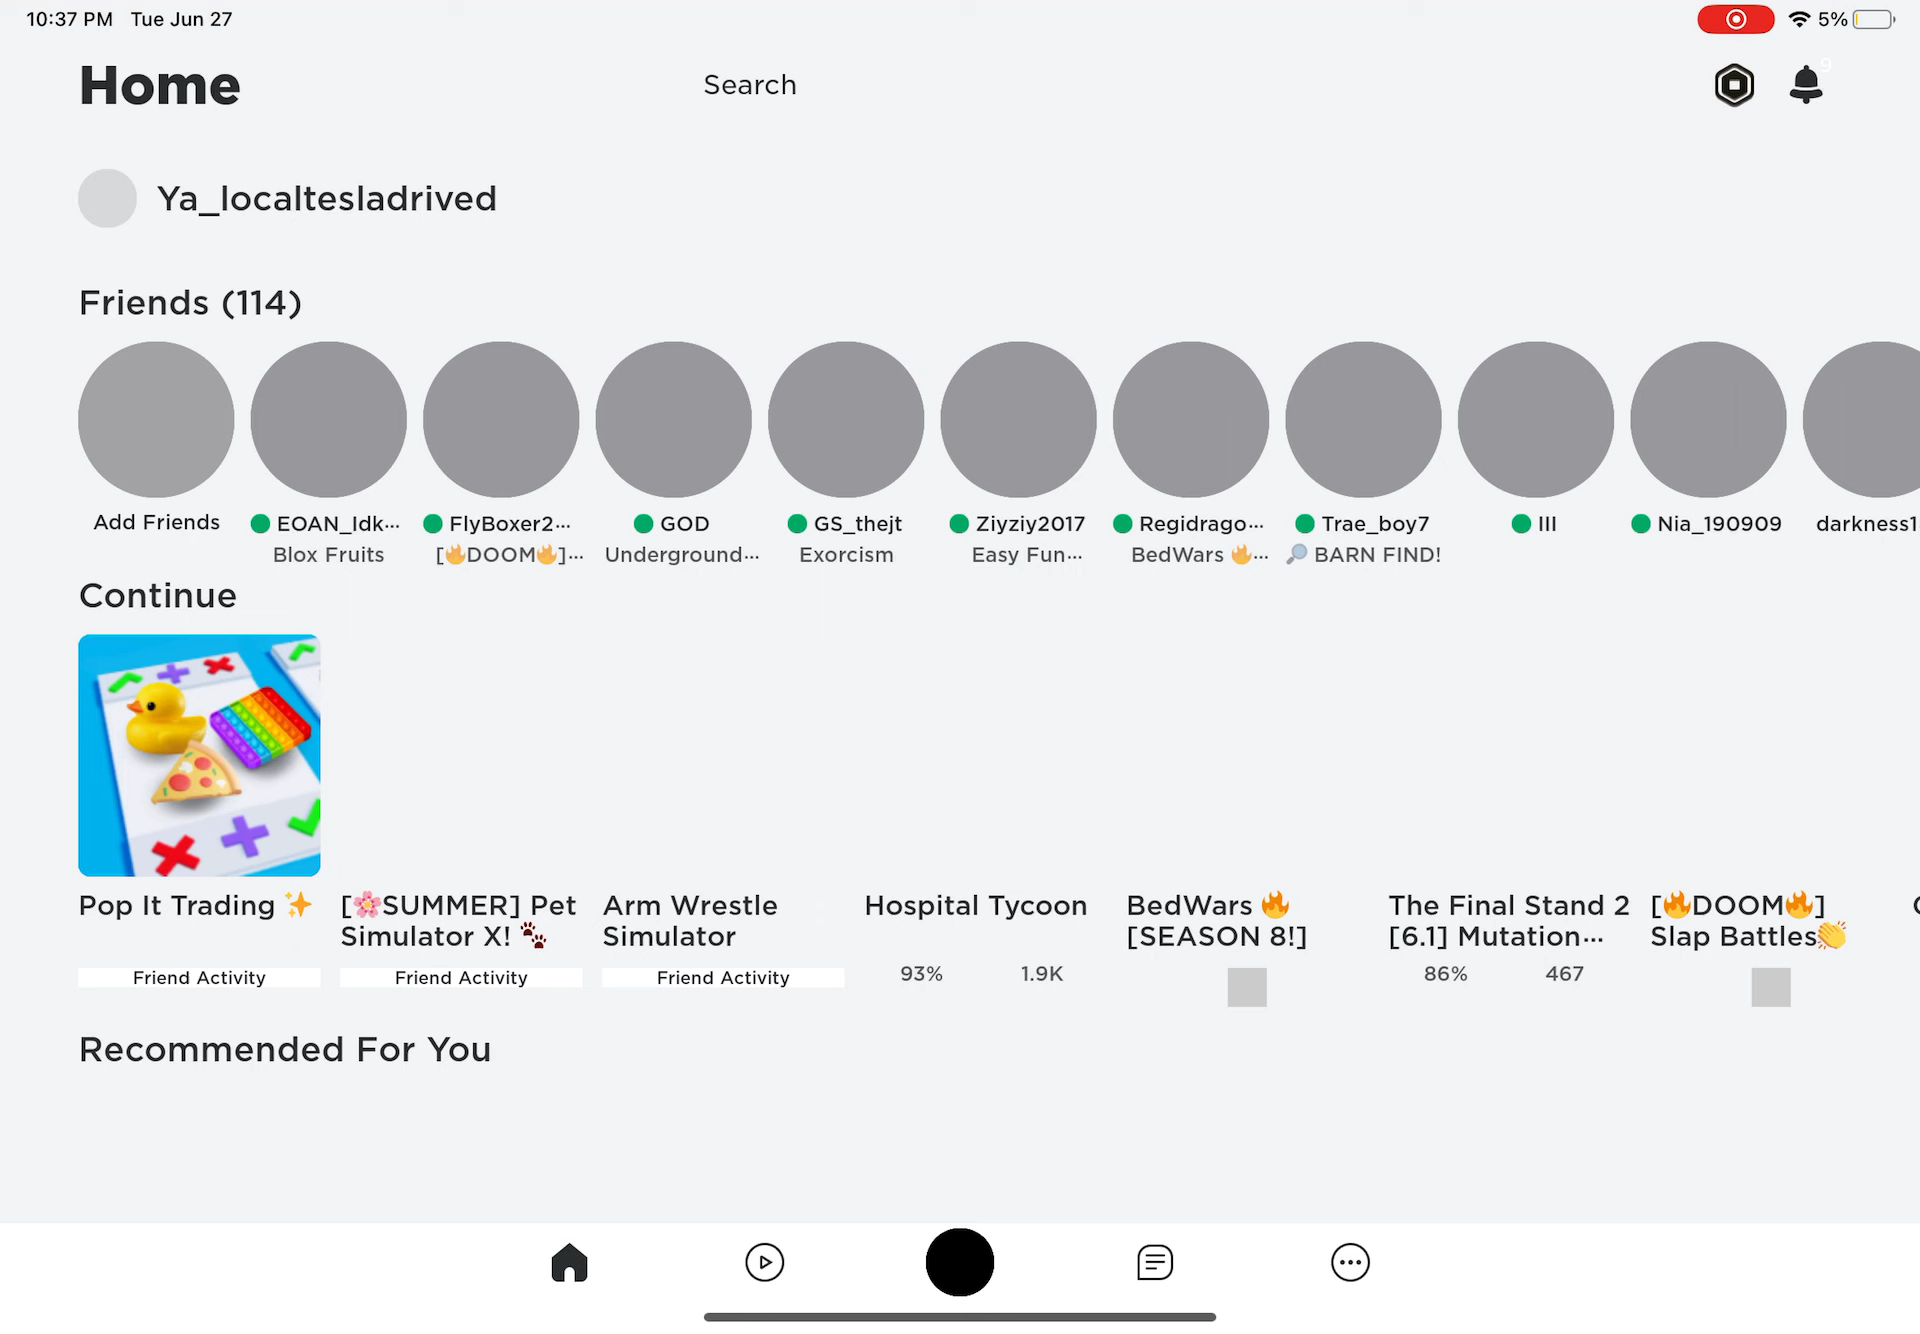 10:37 PM Tue Jun 27
5%
Home
Search
9
Ya_localtesladrived
Friends (114)
Add Friends
EOAN_Idk...
Blox Fruits
FlyBoxer2...
[🔥DOOM🔥]...
GOD
Underground...
GS_thejt
Exorcism
Ziyziy2017
Easy Fun...
Regidrago...
BedWars 🔥...
Trae_boy7
🔎 BARN FIND!
III
Nia_190909
darkness1
Continue
Pop It Trading ✨
Friend Activity
[🌸SUMMER] Pet
Simulator X! 🐾
Friend Activity
Arm Wrestle
Simulator
Friend Activity
Hospital Tycoon
93% 1.9K
BedWars 🔥
[SEASON 8!]
The Final Stand 2
[6.1] Mutation...
86% 467
[🔥DOOM🔥]
Slap Battles👏
Recommended For You